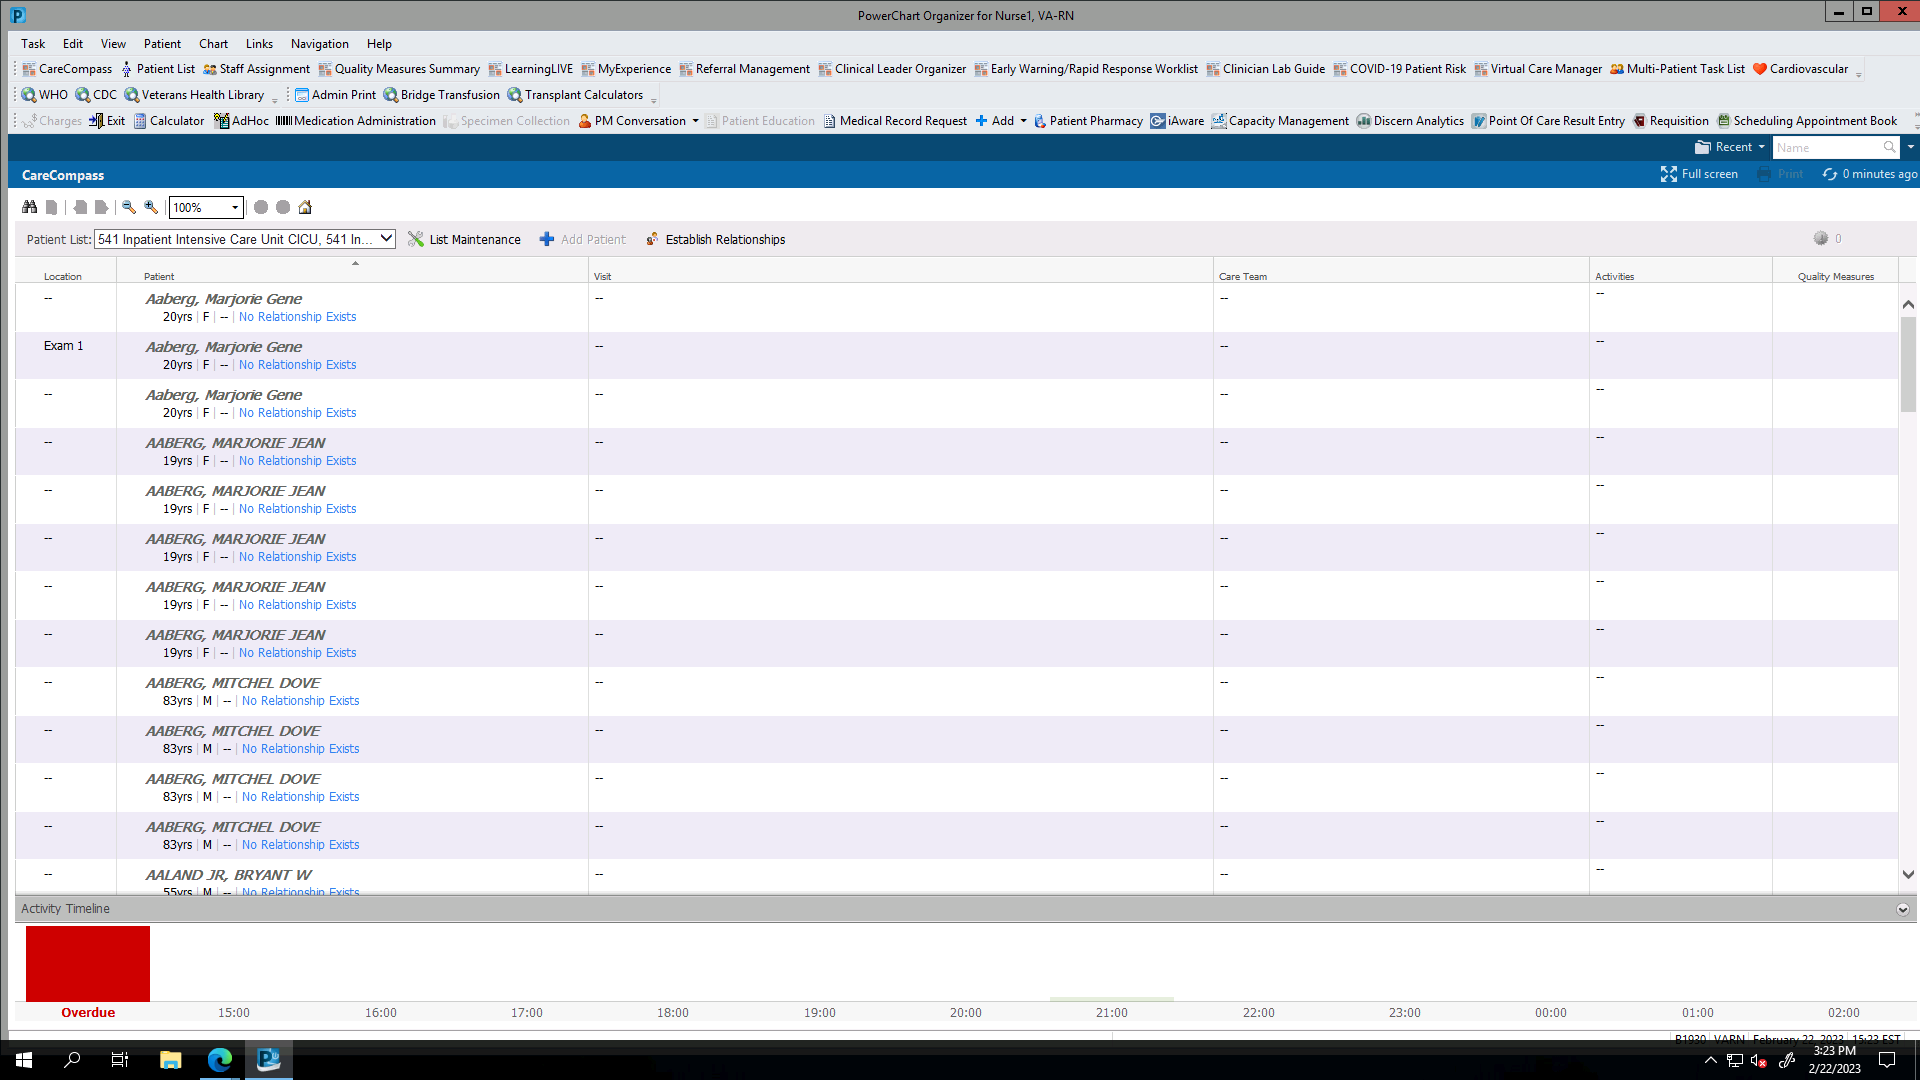 PowerChart Organizer for Nurse1, VA-RN
Task Edit View Patient Chart Links Navigation Help
CareCompass Patient List Staff Assignment Quality Measures Summary LearningLIVE MyExperience Referral Management Clinical Leader Organizer Early Warning/Rapid Response Worklist Clinician Lab Guide COVID-19 Patient Risk Virtual Care Manager Multi-Patient Task List Cardiovascular
WHO CDC Veterans Health Library Admin Print Bridge Transfusion Transplant Calculators
Charges Exit Calculator AdHoc Medication Administration Specimen Collection PM Conversation Patient Education Medical Record Request Add Patient Pharmacy iAware Capacity Management Discern Analytics Point Of Care Result Entry Requisition Scheduling Appointment Book
Recent Name
CareCompass Full screen Print 0 minutes ago
100%
Patient List: 541 Inpatient Intensive Care Unit CICU, 541 In... List Maintenance Add Patient Establish Relationships 0
Location Patient Visit Care Team Activities Quality Measures
-- Aaberg, Marjorie Gene -- -- --
20yrs | F | -- | No Relationship Exists
Exam 1 Aaberg, Marjorie Gene -- -- --
20yrs | F | -- | No Relationship Exists
-- Aaberg, Marjorie Gene -- -- --
20yrs | F | -- | No Relationship Exists
-- AABERG, MARJORIE JEAN -- -- --
19yrs | F | -- | No Relationship Exists
-- AABERG, MARJORIE JEAN -- -- --
19yrs | F | -- | No Relationship Exists
-- AABERG, MARJORIE JEAN -- -- --
19yrs | F | -- | No Relationship Exists
-- AABERG, MARJORIE JEAN -- -- --
19yrs | F | -- | No Relationship Exists
-- AABERG, MARJORIE JEAN -- -- --
19yrs | F | -- | No Relationship Exists
-- AABERG, MITCHEL DOVE -- -- --
83yrs | M | -- | No Relationship Exists
-- AABERG, MITCHEL DOVE -- -- --
83yrs | M | -- | No Relationship Exists
-- AABERG, MITCHEL DOVE -- -- --
83yrs | M | -- | No Relationship Exists
-- AABERG, MITCHEL DOVE -- -- --
83yrs | M | -- | No Relationship Exists
-- AALAND JR, BRYANT W -- -- --
55yrs | M | -- | No Relationship Exists
Activity Timeline
Overdue 15:00 16:00 17:00 18:00 19:00 20:00 21:00 22:00 23:00 00:00 01:00 02:00
B1930 VARN February 22, 2023 15:23 EST
3:23 PM
2/22/2023